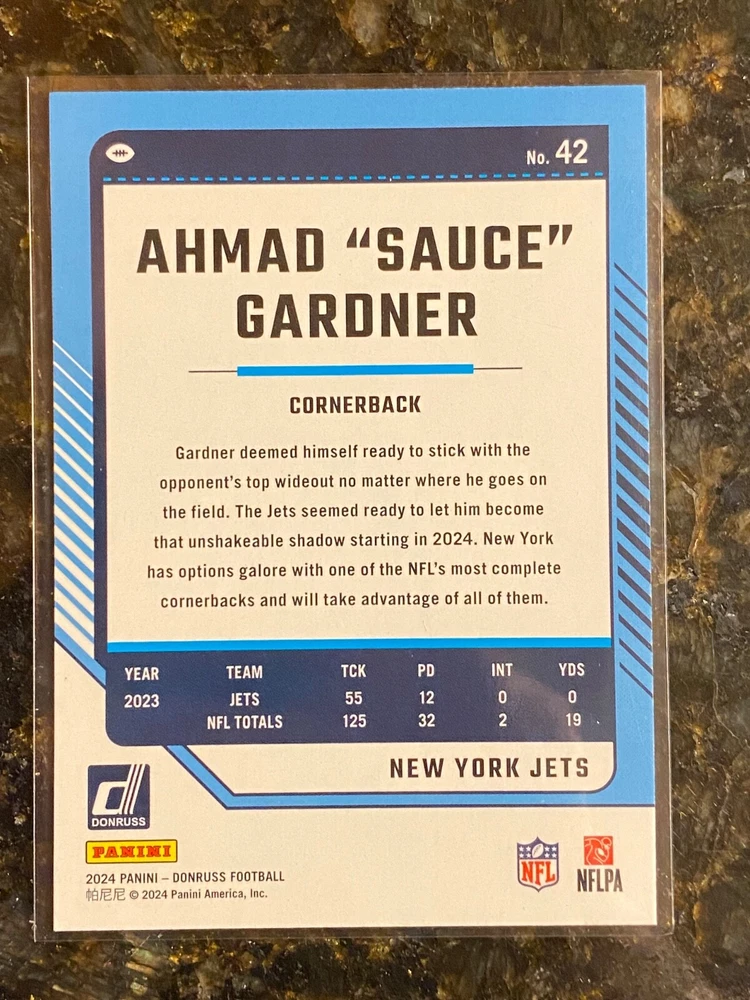 No. 42
AHMAD “SAUCE”
GARDNER
CORNERBACK
Gardner deemed himself ready to stick with the
opponent's top wideout no matter where he goes on
the field. The Jets seemed ready to let him become
that unshakeable shadow starting in 2024. New York
has options galore with one of the NFL's most complete
cornerbacks and will take advantage of all of them.
YEAR TEAM TCK PD INT YDS
2023 JETS 55 12 0 0
NFL TOTALS 125 32 2 19
NEW YORK JETS
d
DONRUSS
PANINI
2024 PANINI – DONRUSS FOOTBALL
帕尼尼 © 2024 Panini America, Inc.
NFL
NFLPA